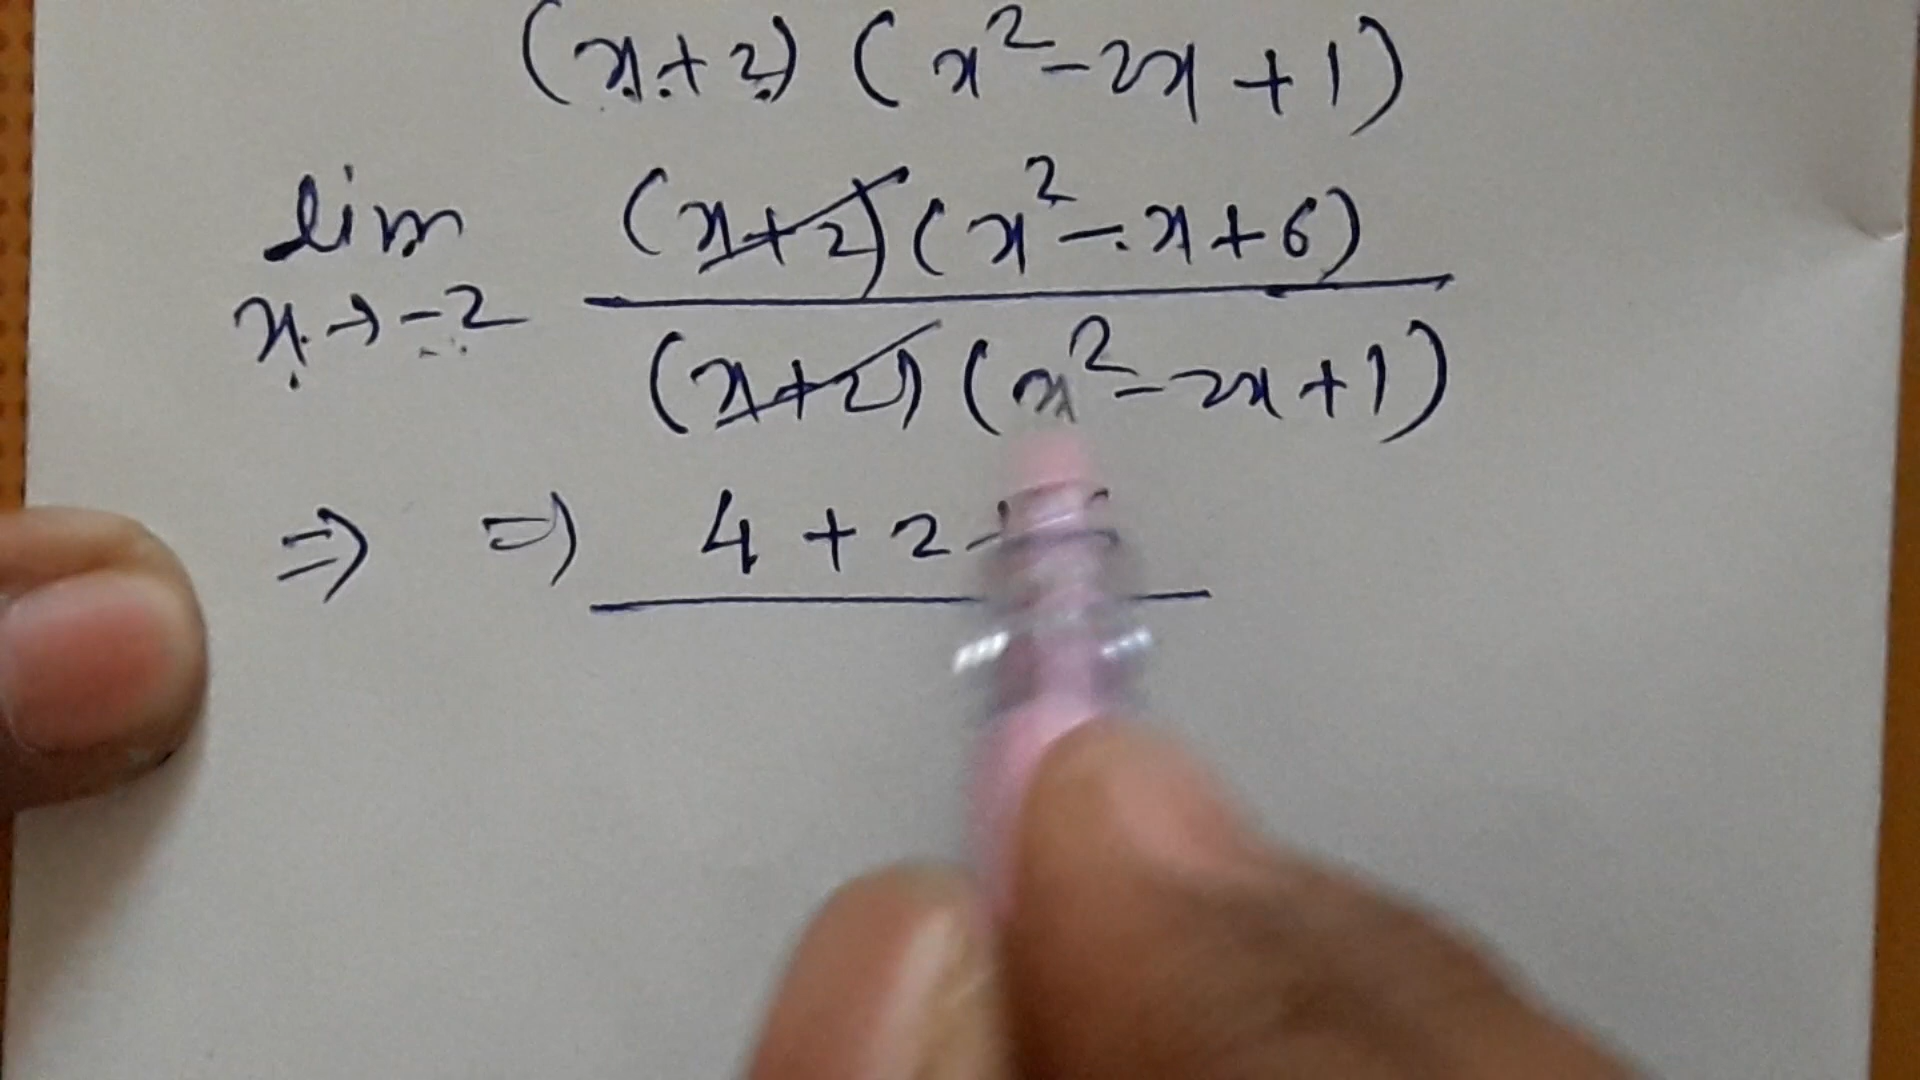 (x+2) (x²-2x+1)
lim (x+2) (x²-x+6)
x→-2 (x+2) (x²-2x+1)
⇒ ⇒ 4+2